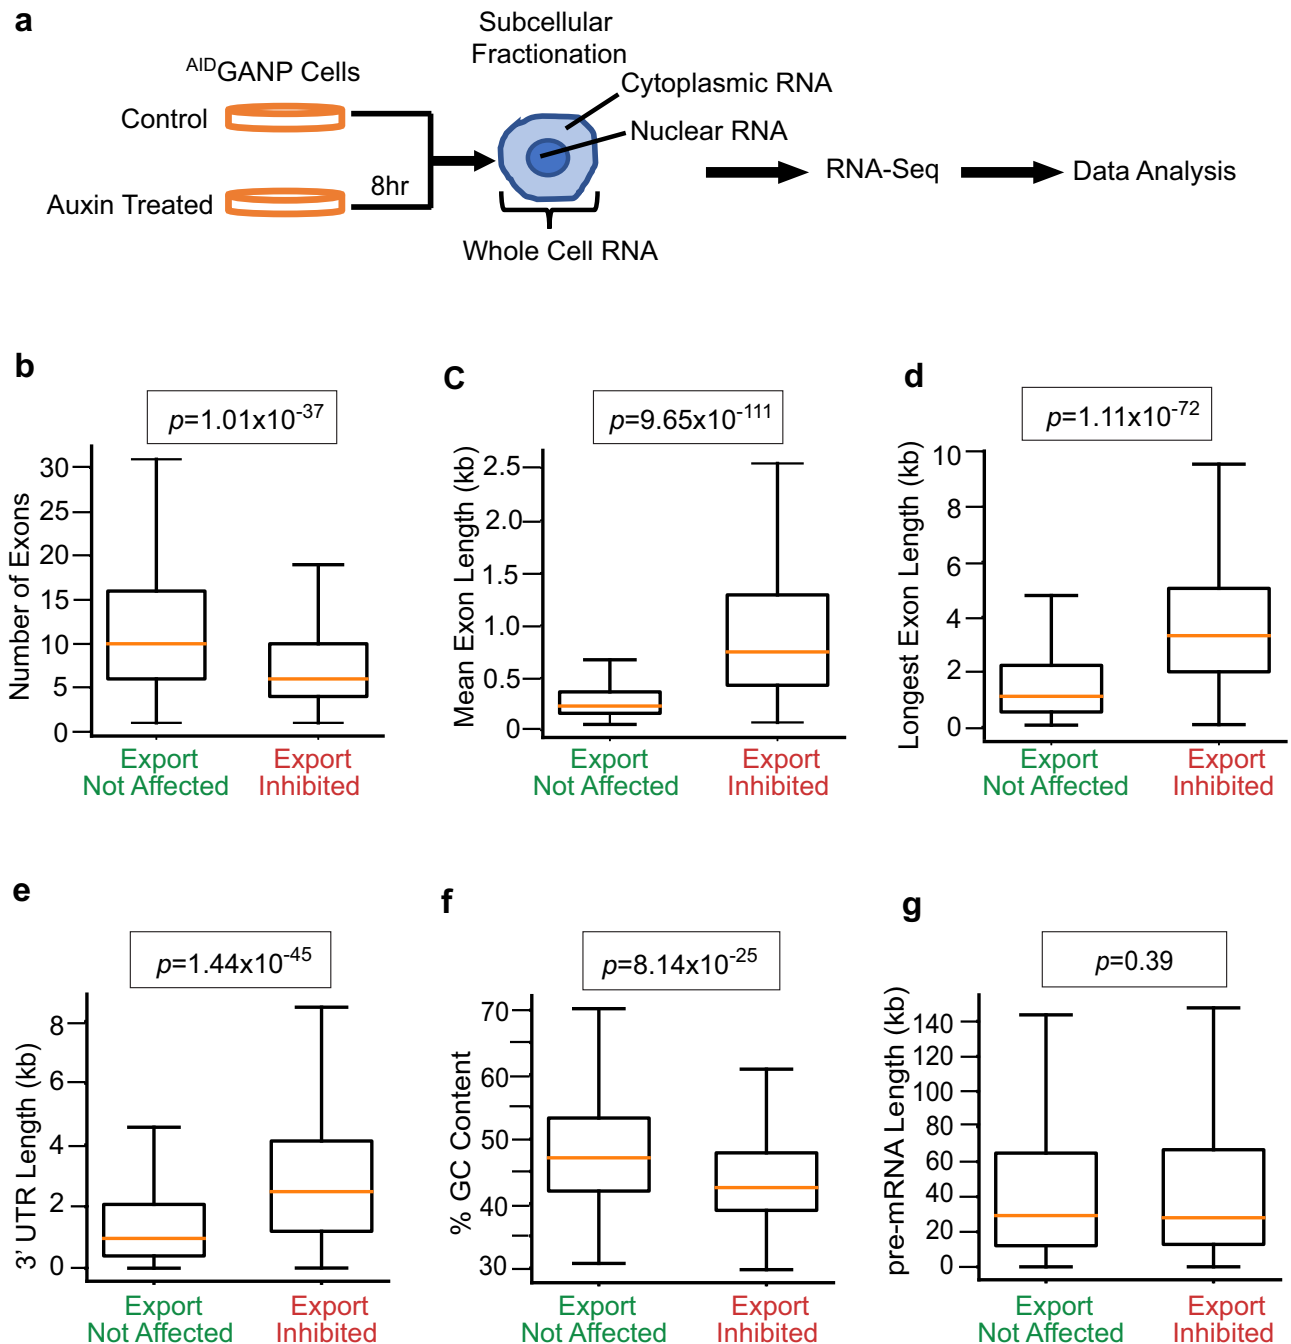 a
Subcellular
Fractionation
AIDGANP Cells
Control
Auxin Treated
8hr
Cytoplasmic RNA
Nuclear RNA
Whole Cell RNA
RNA-Seq
Data Analysis
b
p=1.01x10-37
Number of Exons
30
25
20
15
10
5
0
Export
Not Affected
Export
Inhibited
C
p=9.65x10-111
Mean Exon Length (kb)
2.5
2.0
1.5
1.0
0.5
0
Export
Not Affected
Export
Inhibited
d
p=1.11x10-72
Longest Exon Length (kb)
10
8
6
4
2
0
Export
Not Affected
Export
Inhibited
e
p=1.44x10-45
3’ UTR Length (kb)
8
6
4
2
0
Export
Not Affected
Export
Inhibited
f
p=8.14x10-25
% GC Content
70
60
50
40
30
Export
Not Affected
Export
Inhibited
g
p=0.39
pre-mRNA Length (kb)
140
120
100
80
60
40
20
0
Export
Not Affected
Export
Inhibited